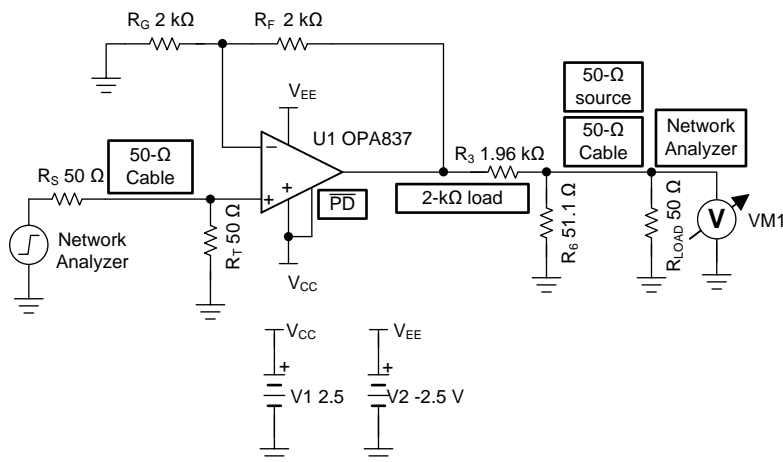 R_G 2 kΩ
R_F 2 kΩ
V_EE
U1 OPA837
−
+
+
PD
V_CC
50-Ω
Cable
R_S 50 Ω
R_T 50 Ω
Network
Analyzer
R_3 1.96 kΩ
2-kΩ load
50-Ω
source
50-Ω
Cable
Network
Analyzer
R_6 51.1 Ω
R_LOAD 50 Ω
V
VM1
V_CC
+
V1 2.5
V_EE
+
V2 -2.5 V